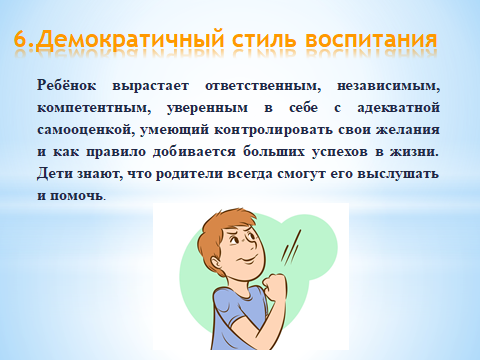 6.Демократичный стиль воспитания
Ребёнок вырастает ответственным, независимым,
компетентным, уверенным в себе с адекватной
самооценкой, умеющий контролировать свои желания
и как правило добивается больших успехов в жизни.
Дети знают, что родители всегда смогут его выслушать
и помочь.